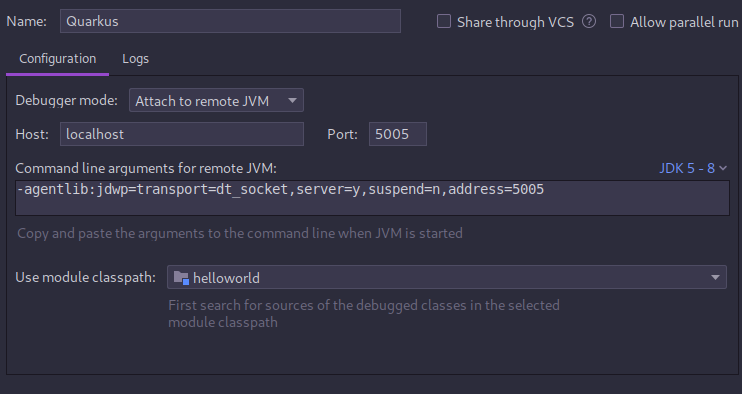 Name: Quarkus Share through VCS ? Allow parallel run
Configuration Logs
Debugger mode: Attach to remote JVM
Host: localhost Port: 5005
Command line arguments for remote JVM: JDK 5 - 8
-agentlib:jdwp=transport=dt_socket,server=y,suspend=n,address=5005
Copy and paste the arguments to the command line when JVM is started
Use module classpath: helloworld
First search for sources of the debugged classes in the selected
module classpath